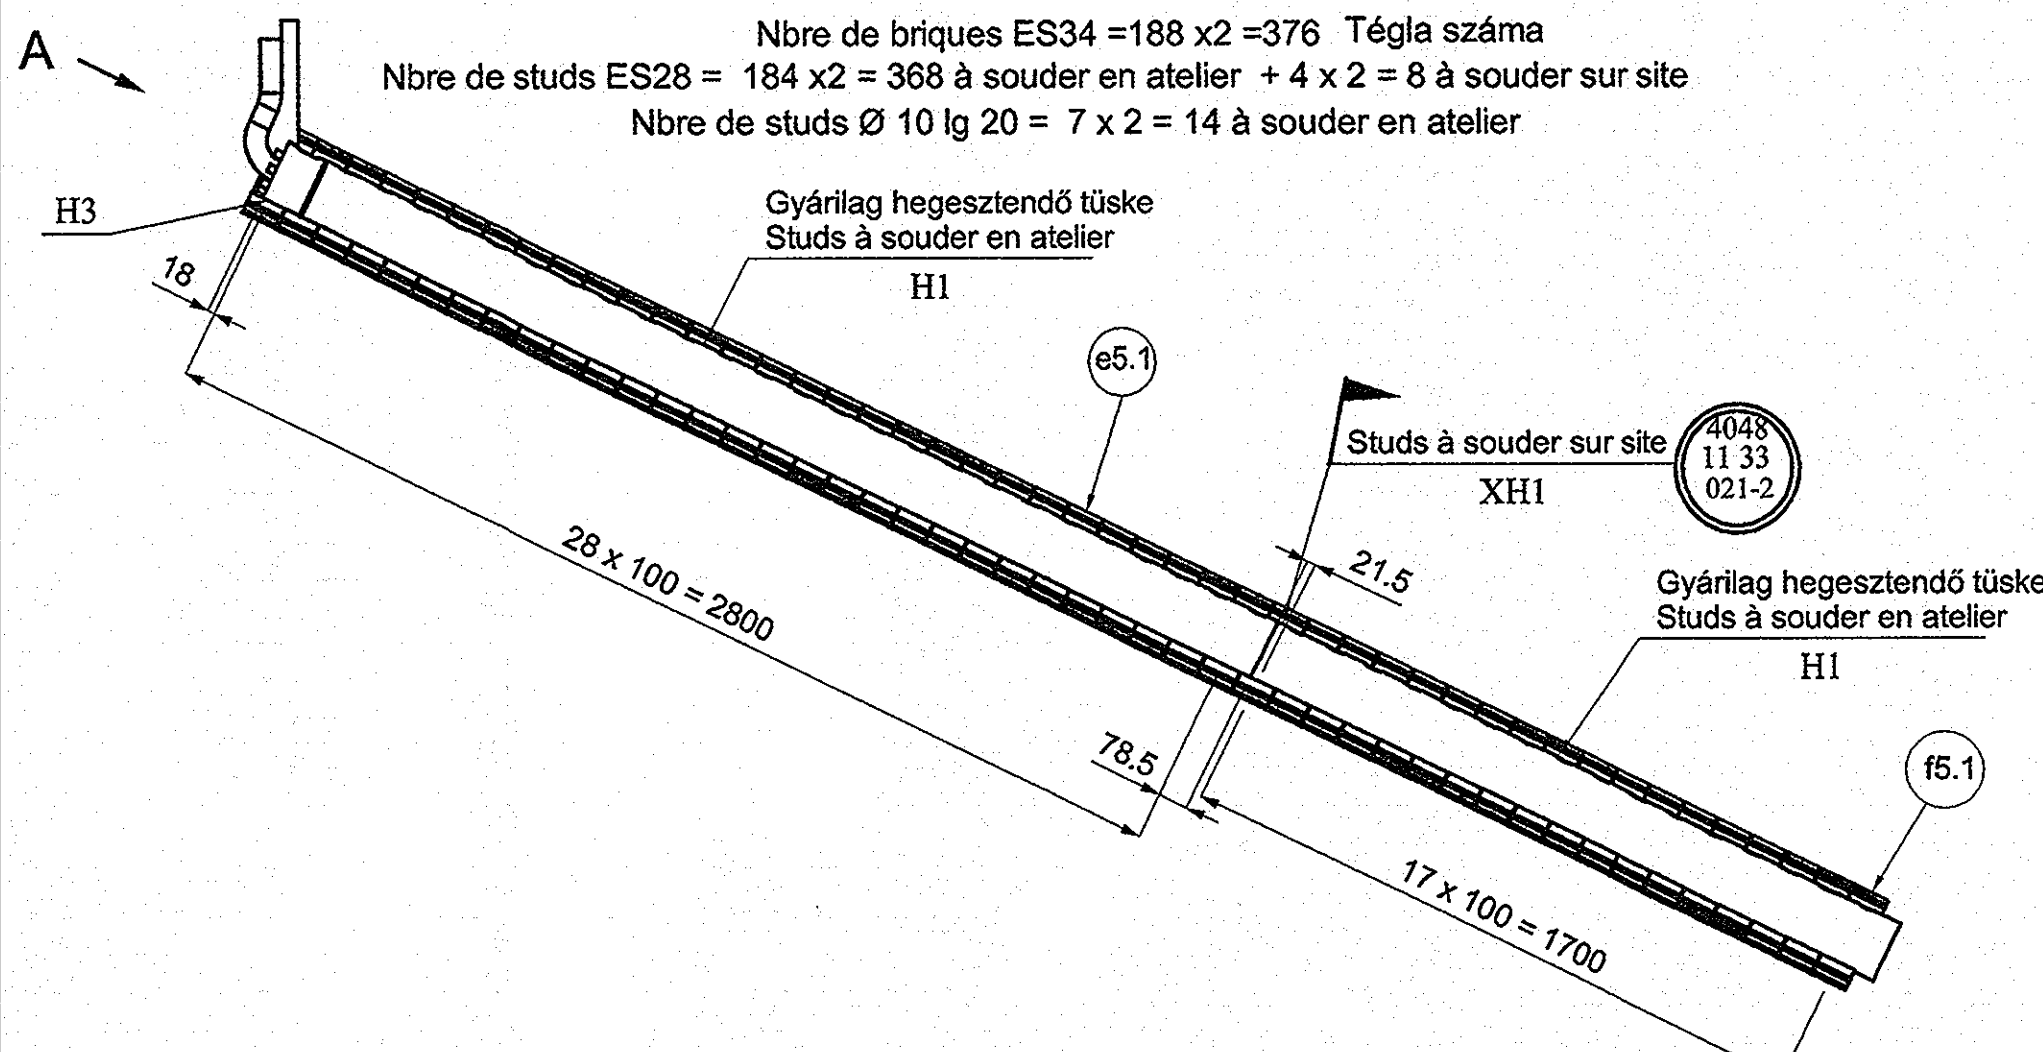 A
Nbre de briques ES34 =188 x2 =376 Tégla száma
Nbre de studs ES28 = 184 x2 = 368 à souder en atelier + 4 x 2 = 8 à souder sur site
Nbre de studs Ø 10 lg 20 = 7 x 2 = 14 à souder en atelier
H3
Gyárilag hegesztendő tüske
Studs à souder en atelier
H1
18
e5.1
Studs à souder sur site
XH1
4048
11 33
021-2
28 x 100 = 2800
21.5
Gyárilag hegesztendő tüske
Studs à souder en atelier
H1
78.5
f5.1
17 x 100 = 1700